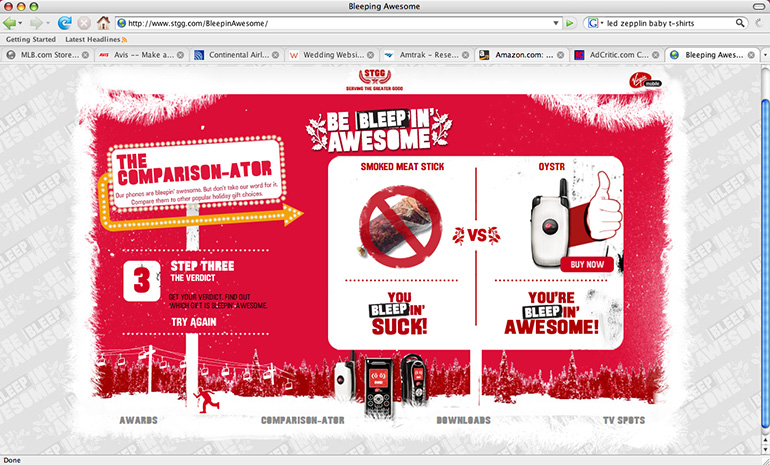 Bleeping Awesome
http://www.stgg.com/BleepinAwesome/
led zepplin baby t-shirts
Getting Started
Latest Headlines
MLB.com Store...
Avis -- Make a ...
Continental Airl...
Wedding Websi...
Amtrak - Rese...
Amazon.com: ...
AdCritic.com C...
Bleeping Awes...
STGG
SERVING THE GREATER GOOD
Virgin
mobile
BE BLEEP IN'
AWESOME
THE
COMPARISON-ATOR
Our phones are bleepin' awesome. But don't take our word for it.
Compare them to other popular holiday gift choices.
3
STEP THREE
THE VERDICT
GET YOUR VERDICT. FIND OUT
WHICH GIFT IS BLEEPIN' AWESOME.
TRY AGAIN
SMOKED MEAT STICK
OYSTR
VS
BUY NOW
YOU
BLEEP IN'
SUCK!
YOU'RE
BLEEP IN'
AWESOME!
AWARDS
COMPARISON-ATOR
DOWNLOADS
TV SPOTS
Done